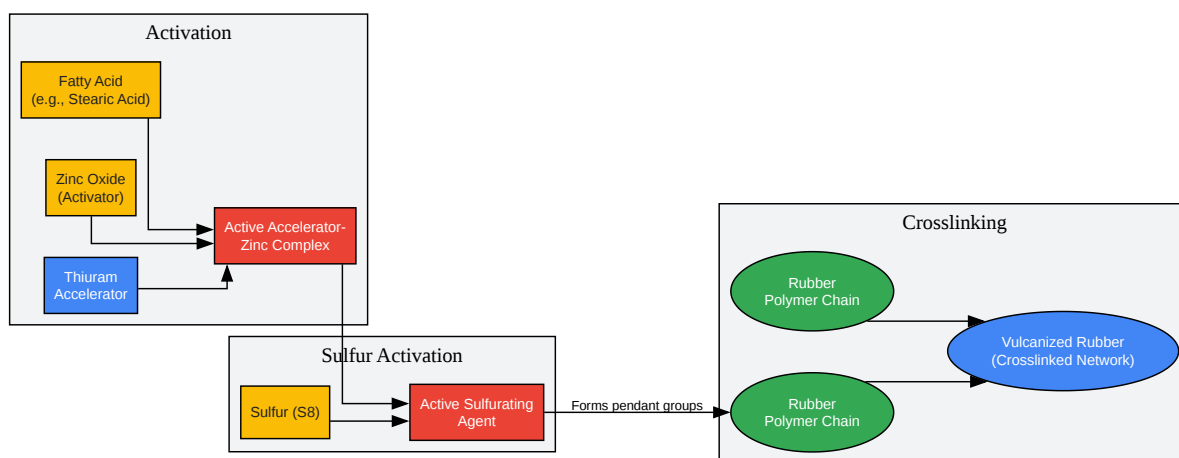 Activation
Fatty Acid
(e.g., Stearic Acid)
Zinc Oxide
(Activator)
Thiuram
Accelerator
Active Accelerator-
Zinc Complex
Sulfur Activation
Sulfur (S8)
Active Sulfurating
Agent
Forms pendant groups
Crosslinking
Rubber
Polymer Chain
Rubber
Polymer Chain
Vulcanized Rubber
(Crosslinked Network)